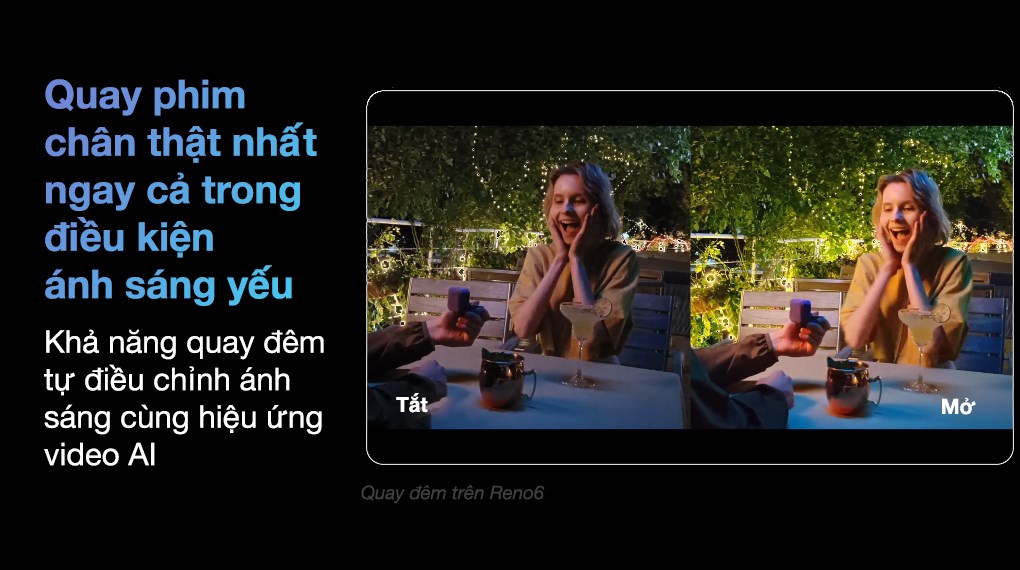 Quay phim
chân thật nhất
ngay cả trong
điều kiện
ánh sáng yếu
Khả năng quay đêm
tự điều chỉnh ánh
sáng cùng hiệu ứng
video AI
Tắt
Mở
Quay đêm trên Reno6